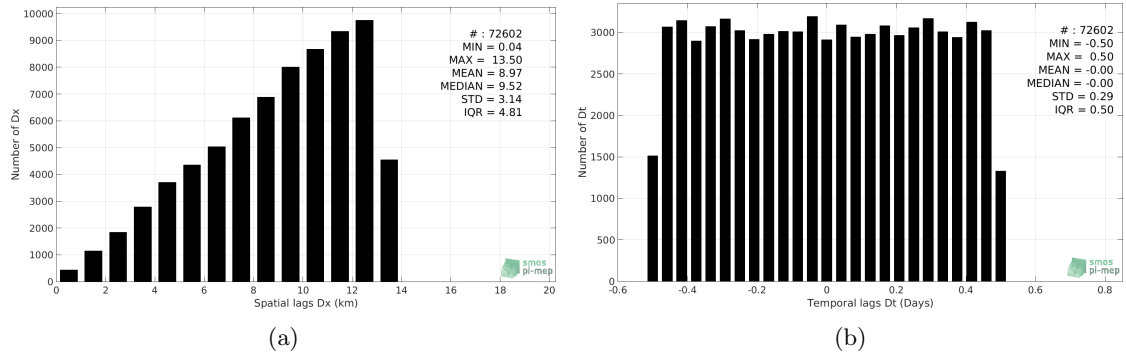 10000
9000
8000
7000
6000
5000
4000
3000
2000
1000
0
Number of Dx
# : 72602
MIN = 0.04
MAX = 13.50
MEAN = 8.97
MEDIAN = 9.52
STD = 3.14
IQR = 4.81
smos
pi-mep
0 2 4 6 8 10 12 14 16 18 20
Spatial lags Dx (km)
(a)
3000
2500
2000
1500
1000
500
0
Number of Dt
# : 72602
MIN = -0.50
MAX = 0.50
MEAN = -0.00
MEDIAN = -0.00
STD = 0.29
IQR = 0.50
smos
pi-mep
-0.6 -0.4 -0.2 0 0.2 0.4 0.6 0.8
Temporal lags Dt (Days)
(b)